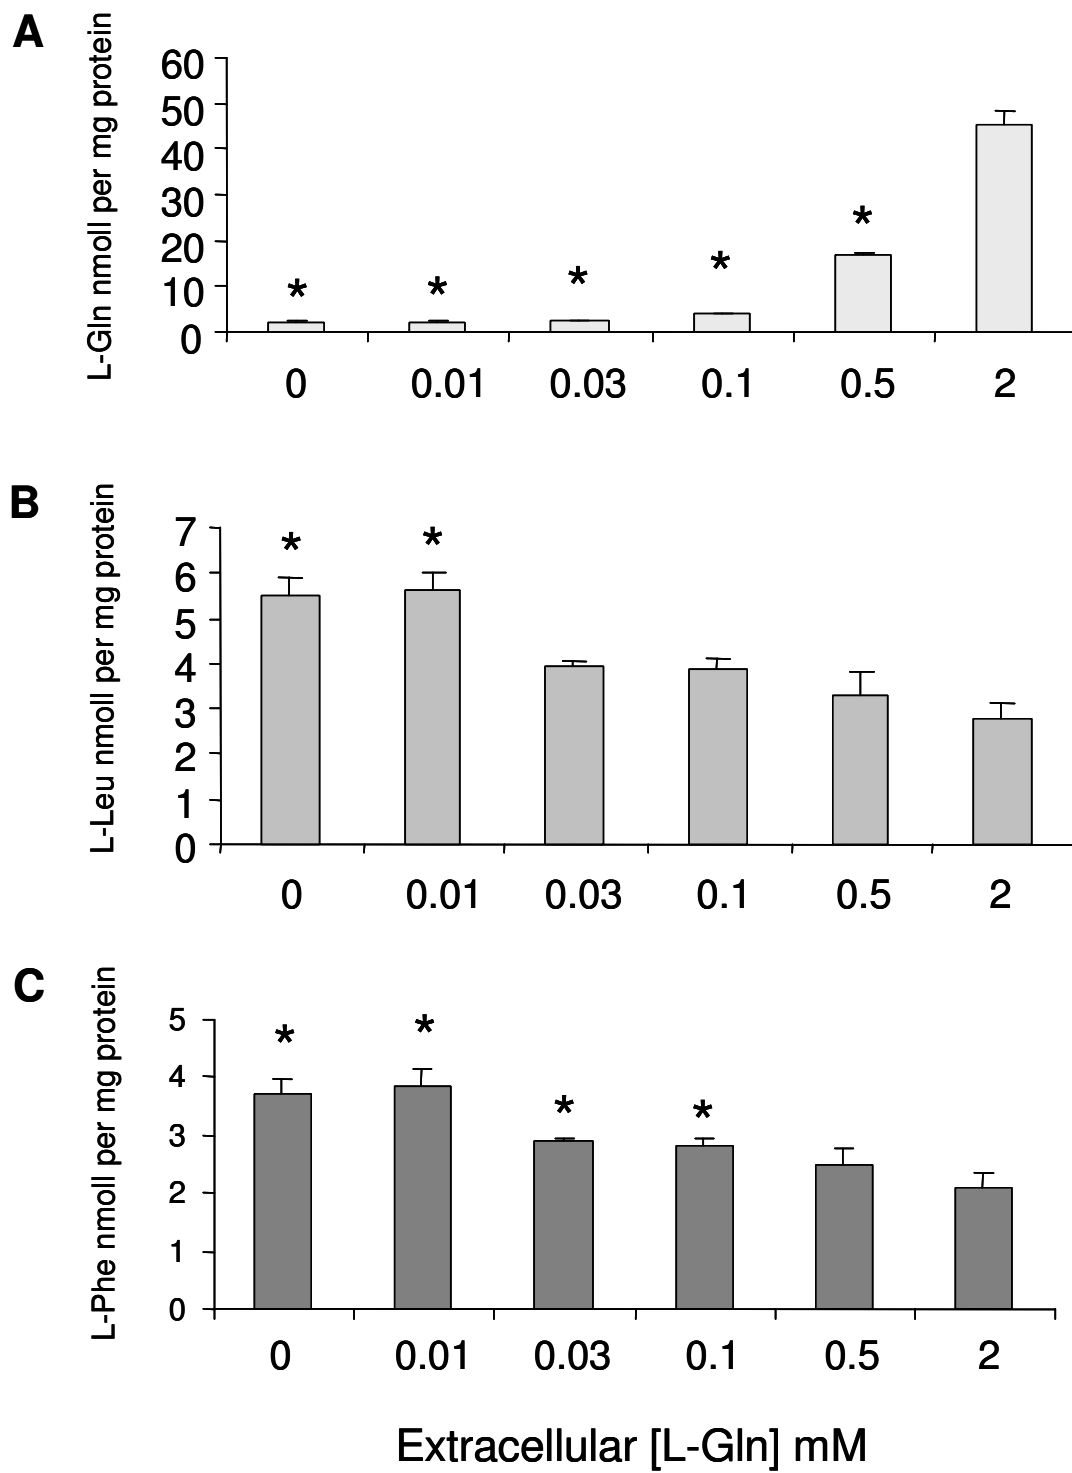 A
L-Gln nmoll per mg protein
60
50
40
30
20
10
0
* * * * *
0 0.01 0.03 0.1 0.5 2
B
L-Leu nmoll per mg protein
7
6
5
4
3
2
1
0
* *
0 0.01 0.03 0.1 0.5 2
C
L-Phe nmoll per mg protein
5
4
3
2
1
0
* * * *
0 0.01 0.03 0.1 0.5 2
Extracellular [L-Gln] mM